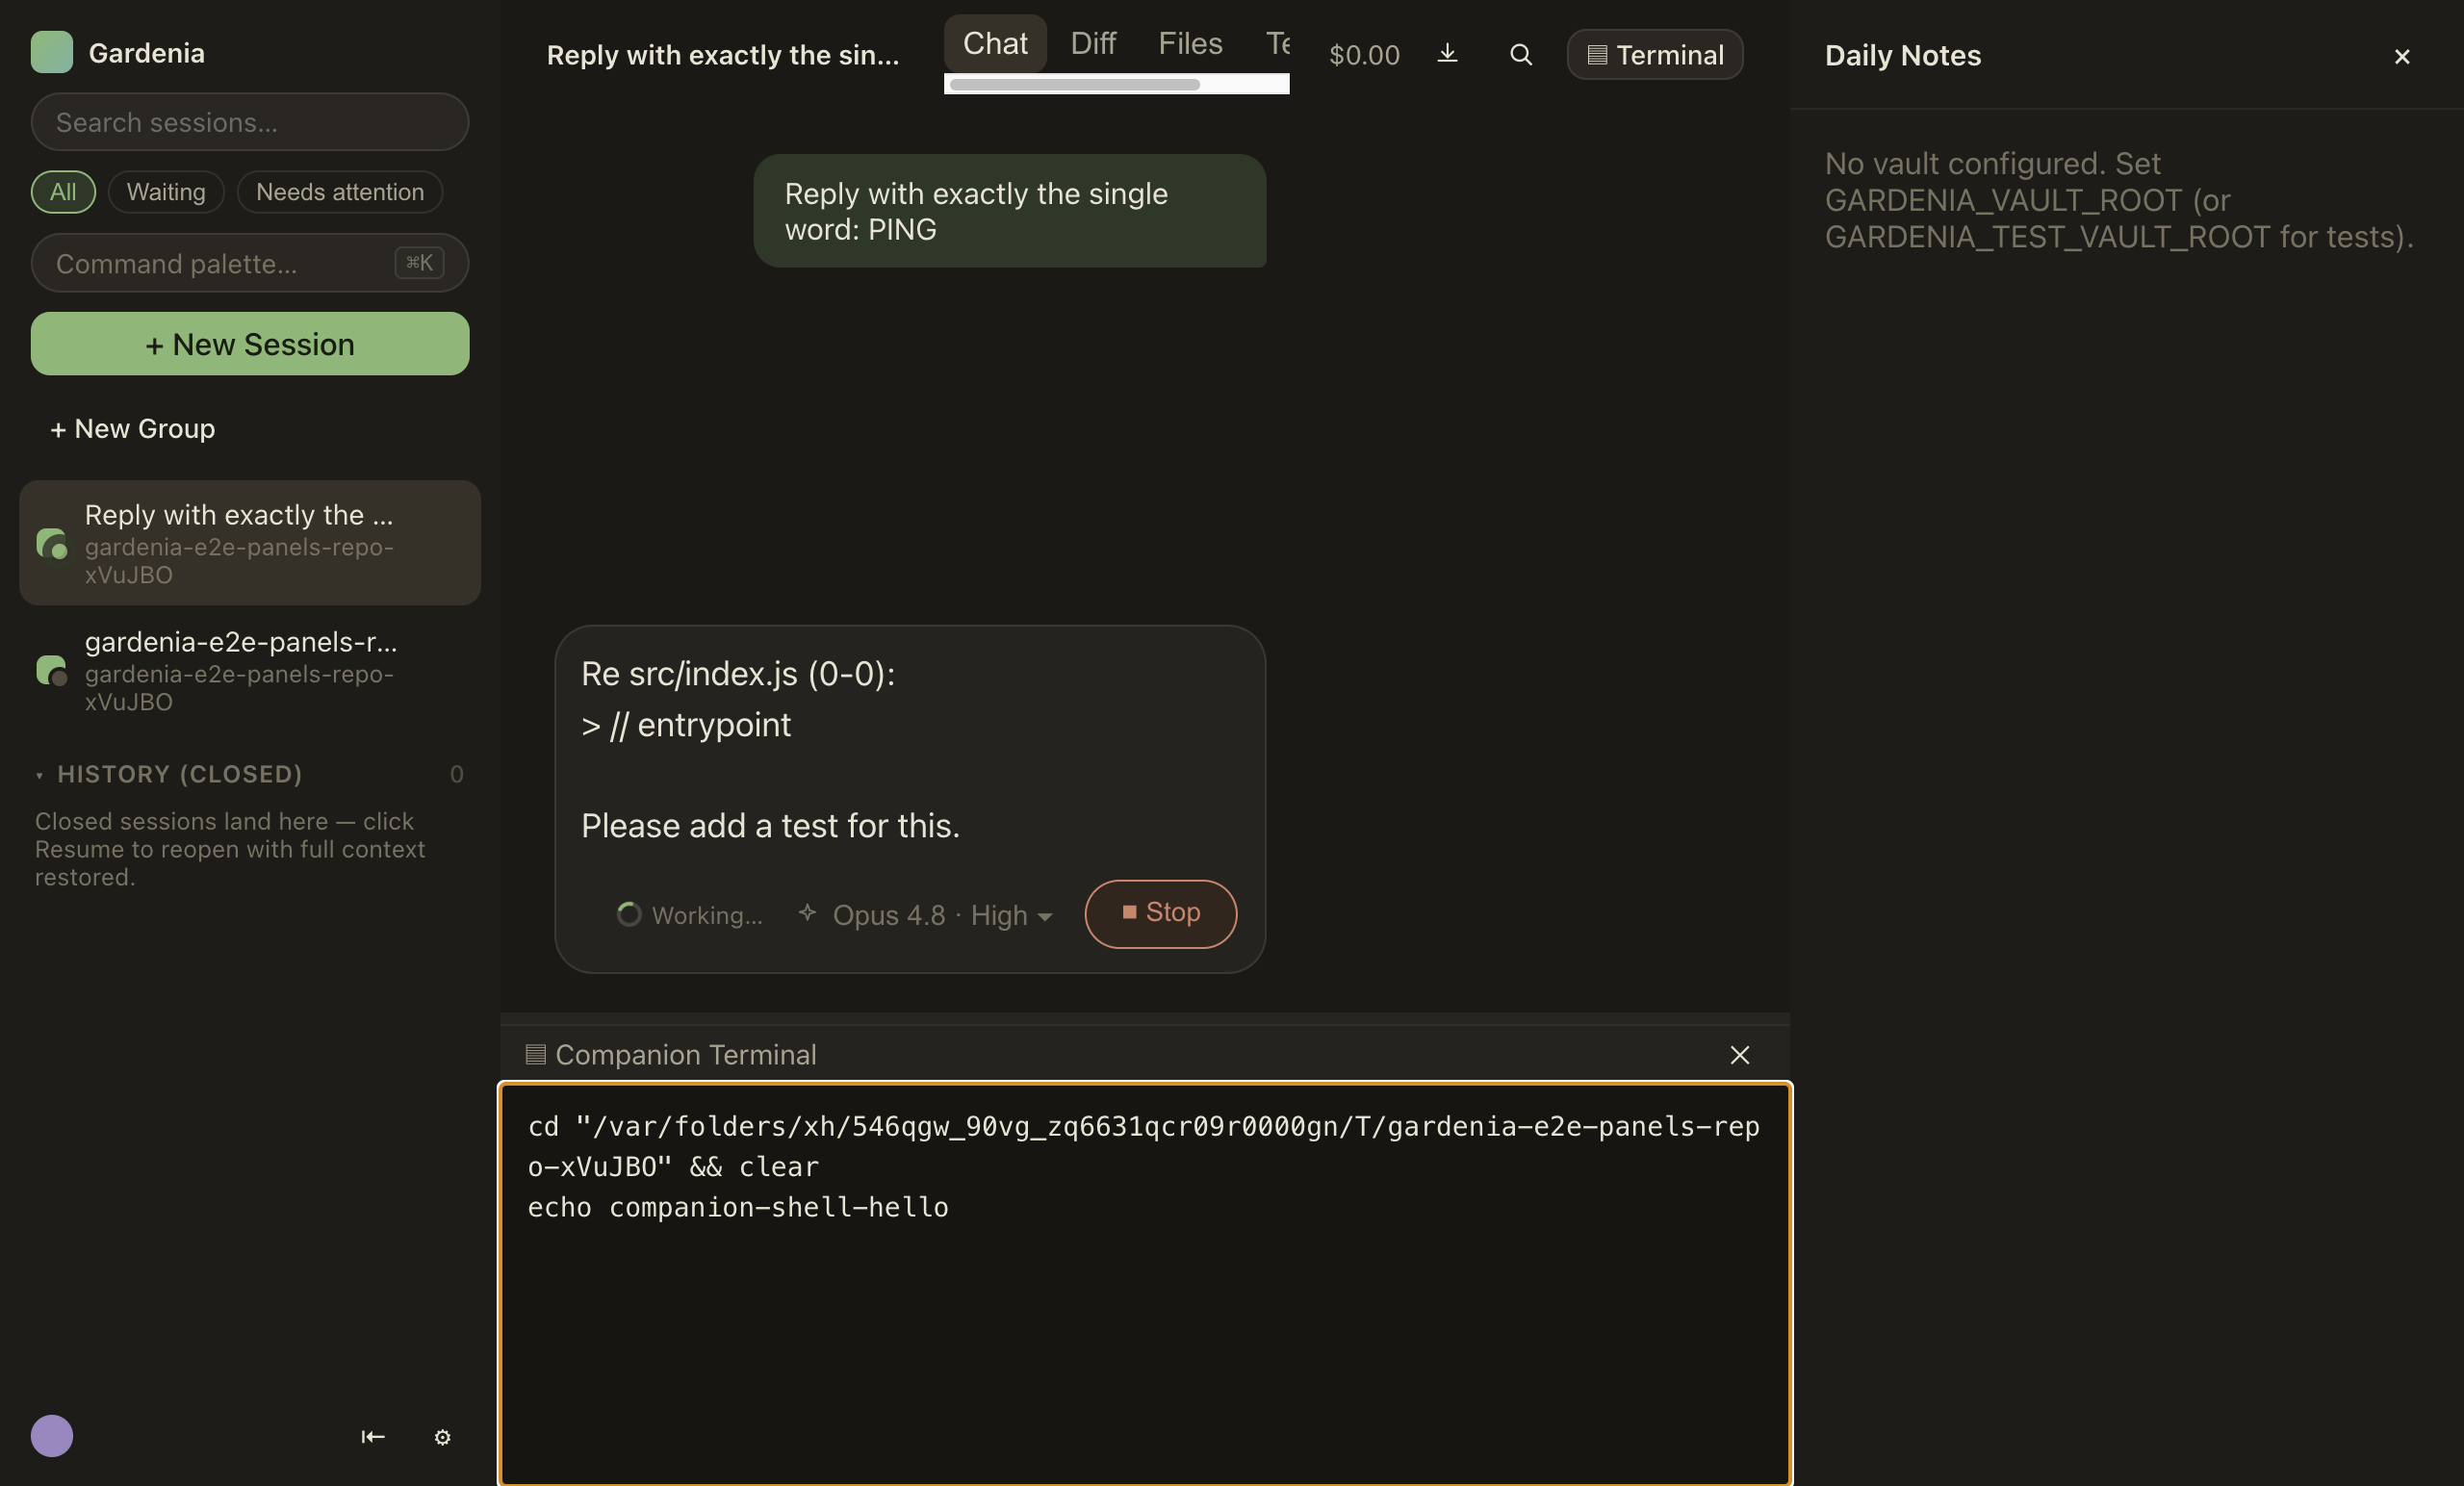 Gardenia
Search sessions...
All
Waiting
Needs attention
Command palette...
⌘K
+ New Session
+ New Group
Reply with exactly the ...
gardenia-e2e-panels-repo-
xVuJBO
gardenia-e2e-panels-r...
gardenia-e2e-panels-repo-
xVuJBO
HISTORY (CLOSED)
0
Closed sessions land here — click
Resume to reopen with full context
restored.
Reply with exactly the sin...
Chat
Diff
Files
Te
$0.00
Terminal
Reply with exactly the single
word: PING
Re src/index.js (0-0):
> // entrypoint
Please add a test for this.
Working...
Opus 4.8 · High
Stop
Companion Terminal
cd "/var/folders/xh/546qgw_90vg_zq6631qcr09r0000gn/T/gardenia-e2e-panels-rep
o-xVuJBO" && clear
echo companion-shell-hello
Daily Notes
No vault configured. Set
GARDENIA_VAULT_ROOT (or
GARDENIA_TEST_VAULT_ROOT for tests).